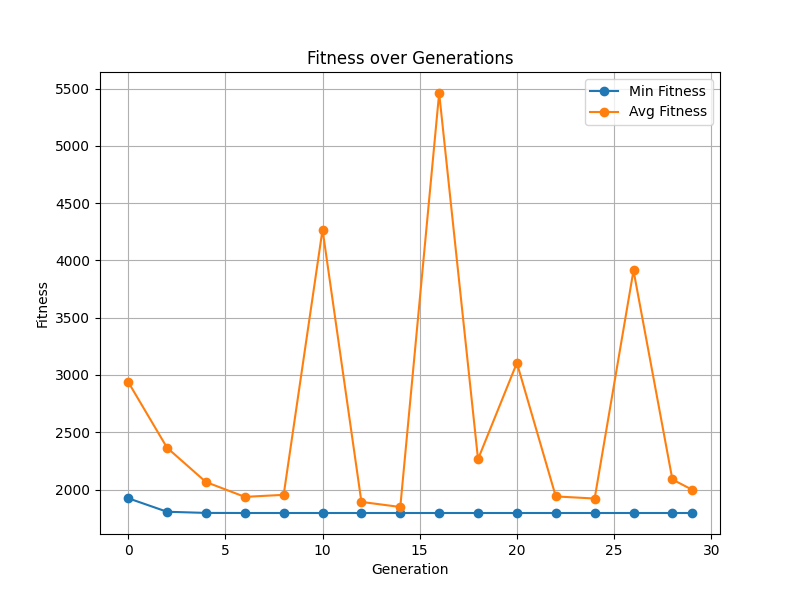 Fitness over Generations
Min Fitness
Avg Fitness
5500
5000
4500
4000
3500
3000
2500
2000
Fitness
0 5 10 15 20 25 30
Generation